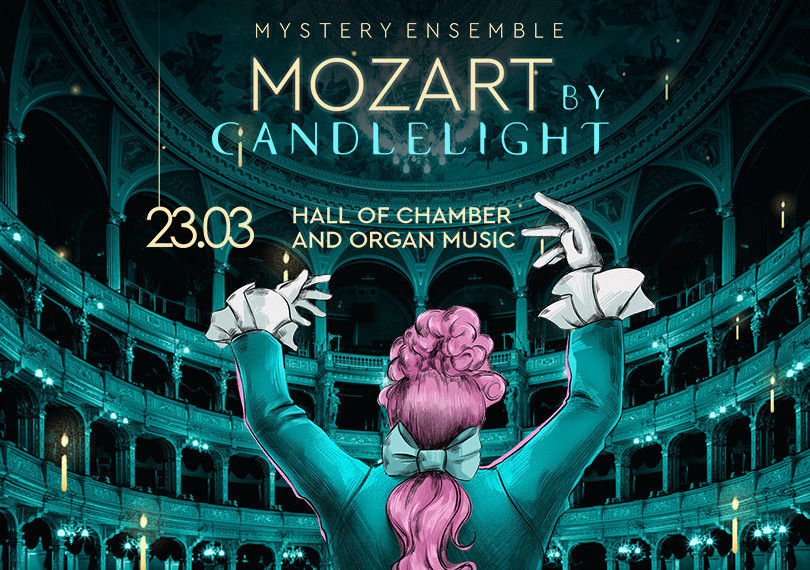 MYSTERY ENSEMBLE
MOZART BY
CANDLELIGHT
23.03
HALL OF CHAMBER
AND ORGAN MUSIC